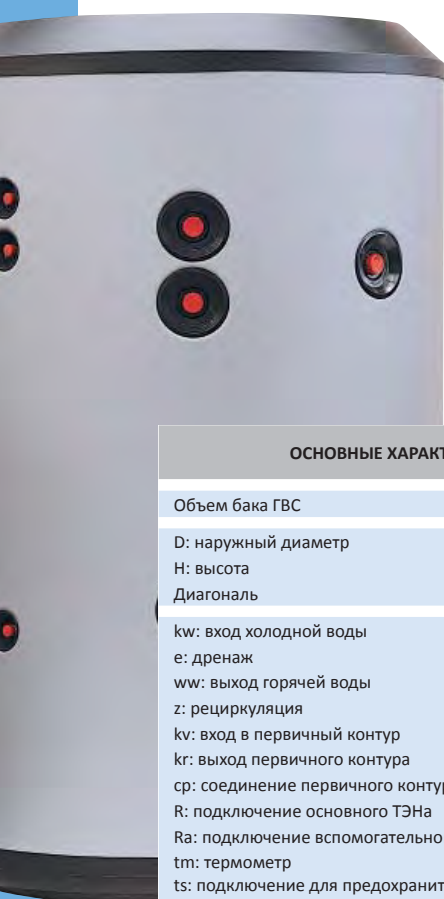 ОСНОВНЫЕ ХАРАКТ
Объем бака ГВС
D: наружный диаметр
H: высота
Диагональ
kw: вход холодной воды
e: дренаж
ww: выход горячей воды
z: рециркуляция
kv: вход в первичный контур
kr: выход первичного контура
cp: соединение первичного контур
R: подключение основного ТЭНа
Ra: подключение вспомогательно
tm: термометр
ts: подключение для предохранит